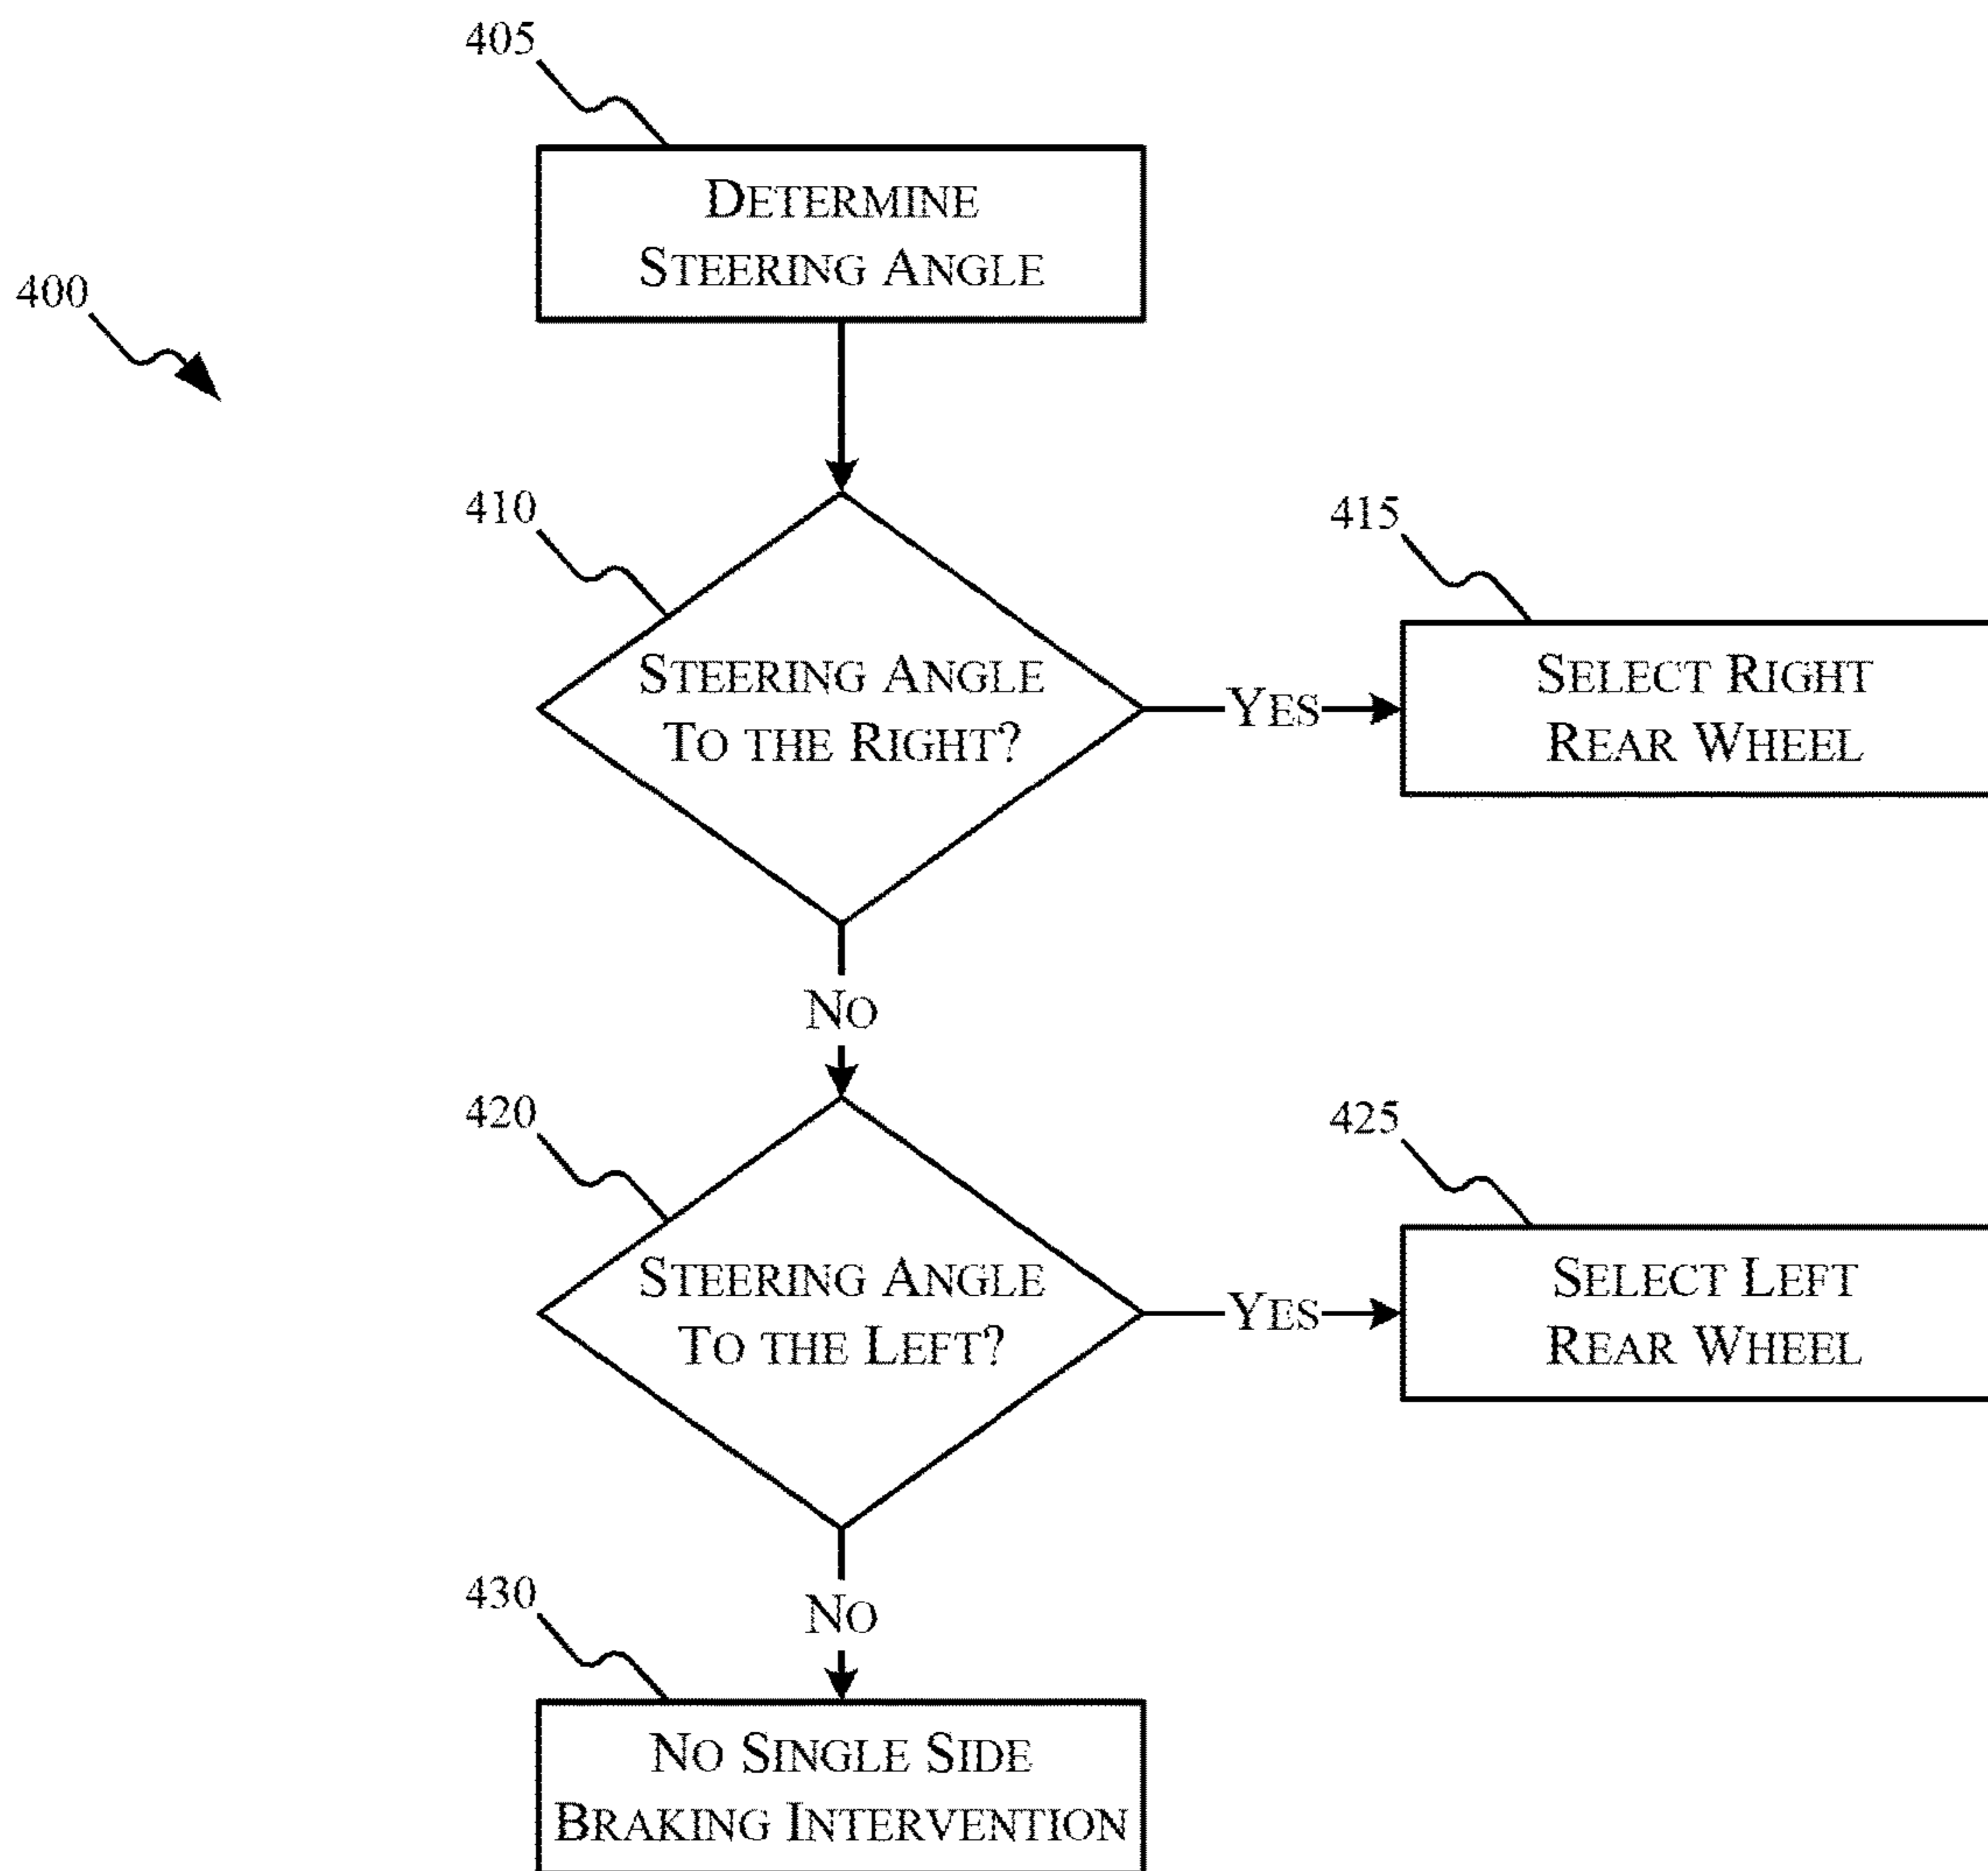 405
DETERMINE
STEERING ANGLE
400
410
STEERING ANGLE
TO THE RIGHT?
YES
415
SELECT RIGHT
REAR WHEEL
NO
420
STEERING ANGLE
TO THE LEFT?
YES
425
SELECT LEFT
REAR WHEEL
NO
430
NO SINGLE SIDE
BRAKING INTERVENTION